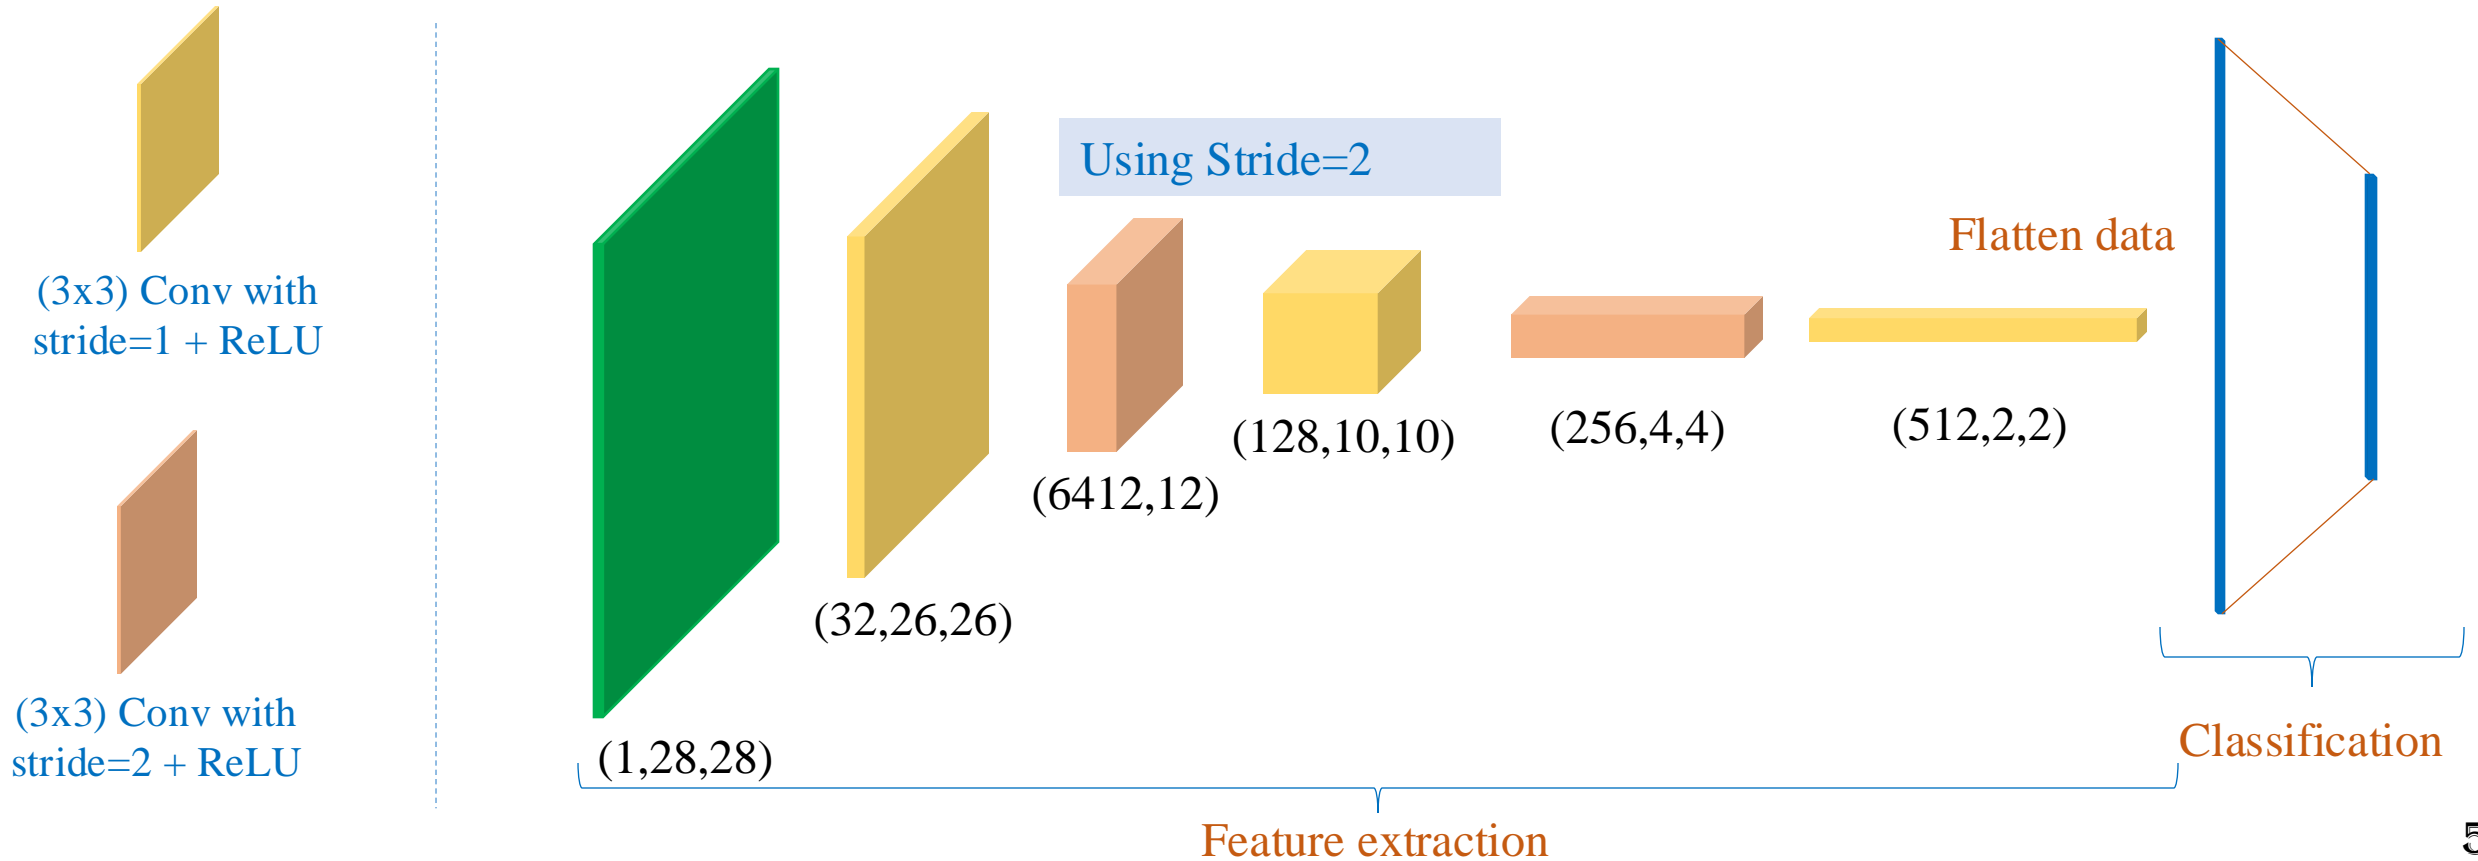 (3x3) Conv with
stride=1 + ReLU
(3x3) Conv with
stride=2 + ReLU
Using Stride=2
(1,28,28)
(32,26,26)
(6412,12)
(128,10,10)
(256,4,4)
(512,2,2)
Flatten data
Feature extraction
Classification
5